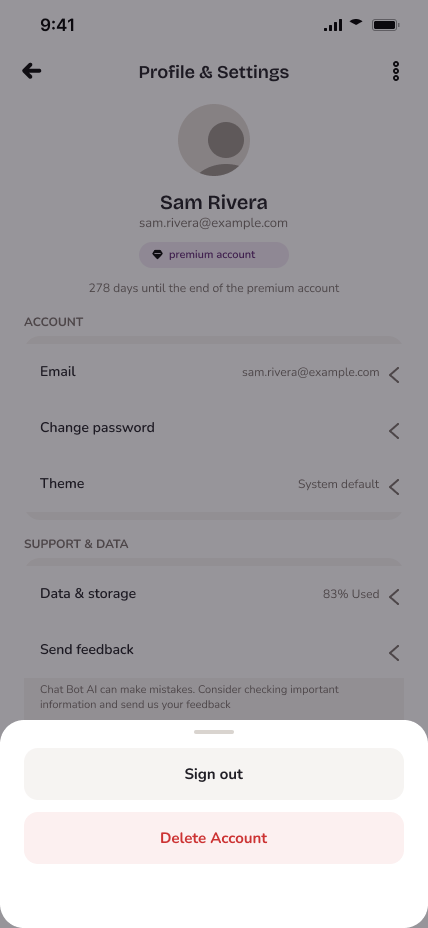 9:41
Profile & Settings
Sam Rivera
sam.rivera@example.com
premium account
278 days until the end of the premium account
ACCOUNT
Email sam.rivera@example.com
Change password
Theme System default
SUPPORT & DATA
Data & storage 83% Used
Send feedback
Chat Bot AI can make mistakes. Consider checking important
information and send us your feedback
Sign out
Delete Account